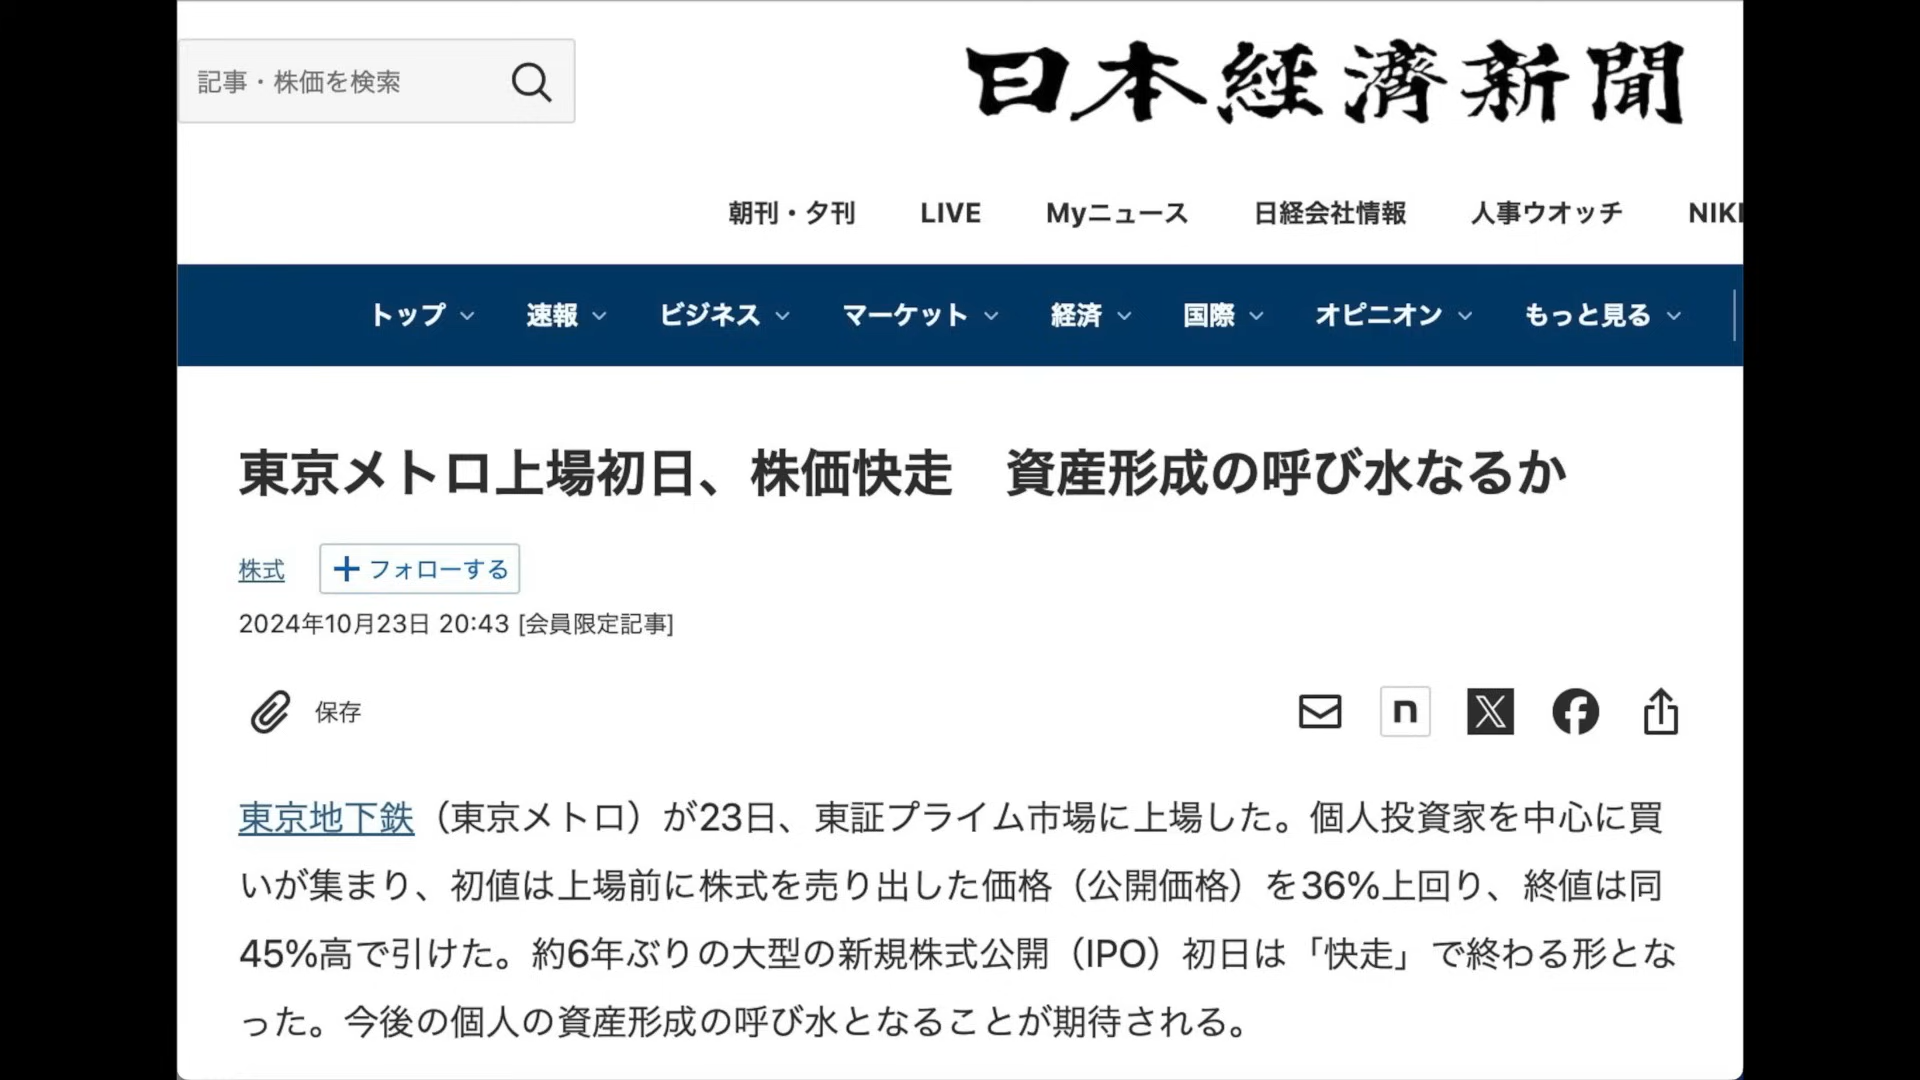 記事・株価を検索
日本経済新聞
朝刊・夕刊 LIVE Myニュース 日経会社情報 人事ウオッチ NIKI
トップ 速報 ビジネス マーケット 経済 国際 オピニオン もっと見る
東京メトロ上場初日、株価快走　資産形成の呼び水なるか
株式 + フォローする
2024年10月23日 20:43 [会員限定記事]
保存
東京地下鉄（東京メトロ）が23日、東証プライム市場に上場した。個人投資家を中心に買
いが集まり、初値は上場前に株式を売り出した価格（公開価格）を36%上回り、終値は同
45%高で引けた。約6年ぶりの大型の新規株式公開（IPO）初日は「快走」で終わる形とな
った。今後の個人の資産形成の呼び水となることが期待される。